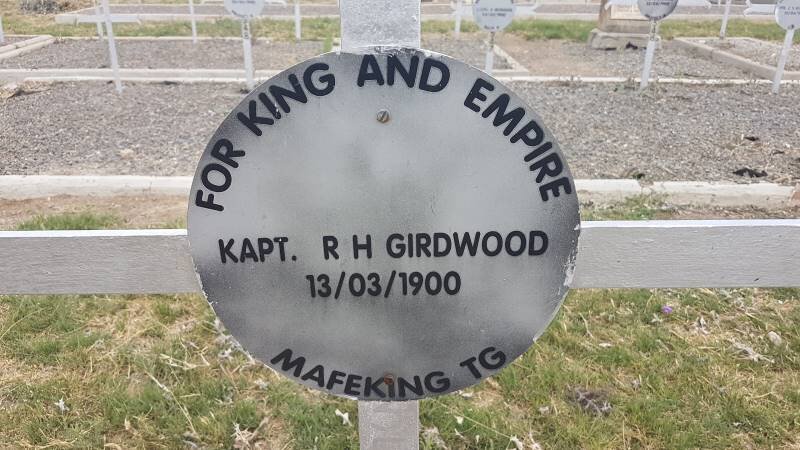 FOR KING AND EMPIRE
KAPT. R H GIRDWOOD
13/03/1900
MAFEKING TG